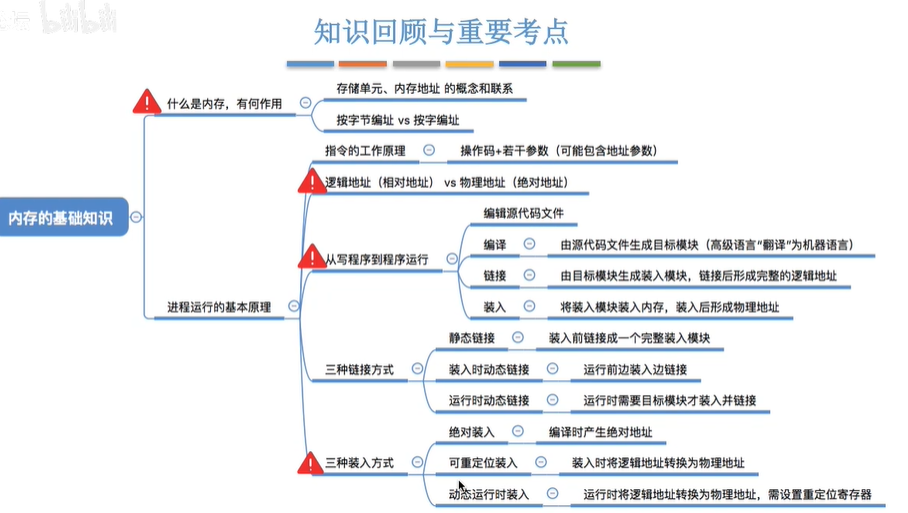 bilibili
知识回顾与重要考点
什么是内存，有何作用
存储单元、内存地址 的概念和联系
按字节编址 vs 按字编址
内存的基础知识
进程运行的基本原理
指令的工作原理
操作码+若干参数（可能包含地址参数）
逻辑地址（相对地址） vs 物理地址（绝对地址）
从写程序到程序运行
编辑源代码文件
编译
由源代码文件生成目标模块（高级语言“翻译”为机器语言）
链接
由目标模块生成装入模块，链接后形成完整的逻辑地址
装入
将装入模块装入内存，装入后形成物理地址
三种链接方式
静态链接
装入前链接成一个完整装入模块
装入时动态链接
运行前边装入边链接
运行时动态链接
运行时需要目标模块才装入并链接
三种装入方式
绝对装入
编译时产生绝对地址
可重定位装入
装入时将逻辑地址转换为物理地址
动态运行时装入
运行时将逻辑地址转换为物理地址，需设置重定位寄存器